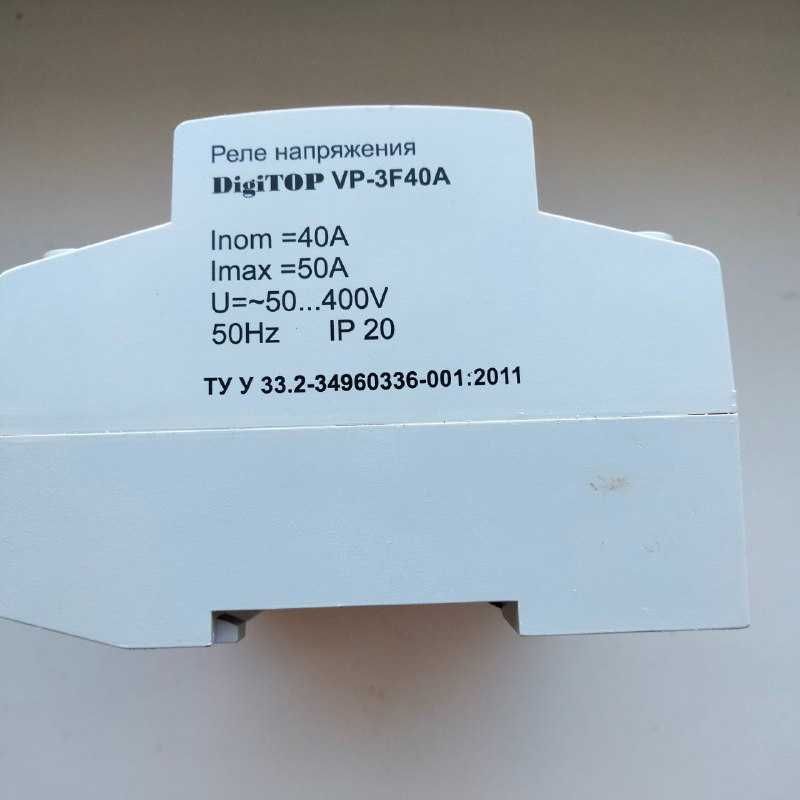 Реле напряжения
DigiTOP VP-3F40A
Inom =40A
Imax =50A
U=~50...400V
50Hz IP 20
ТУ У 33.2-34960336-001:2011